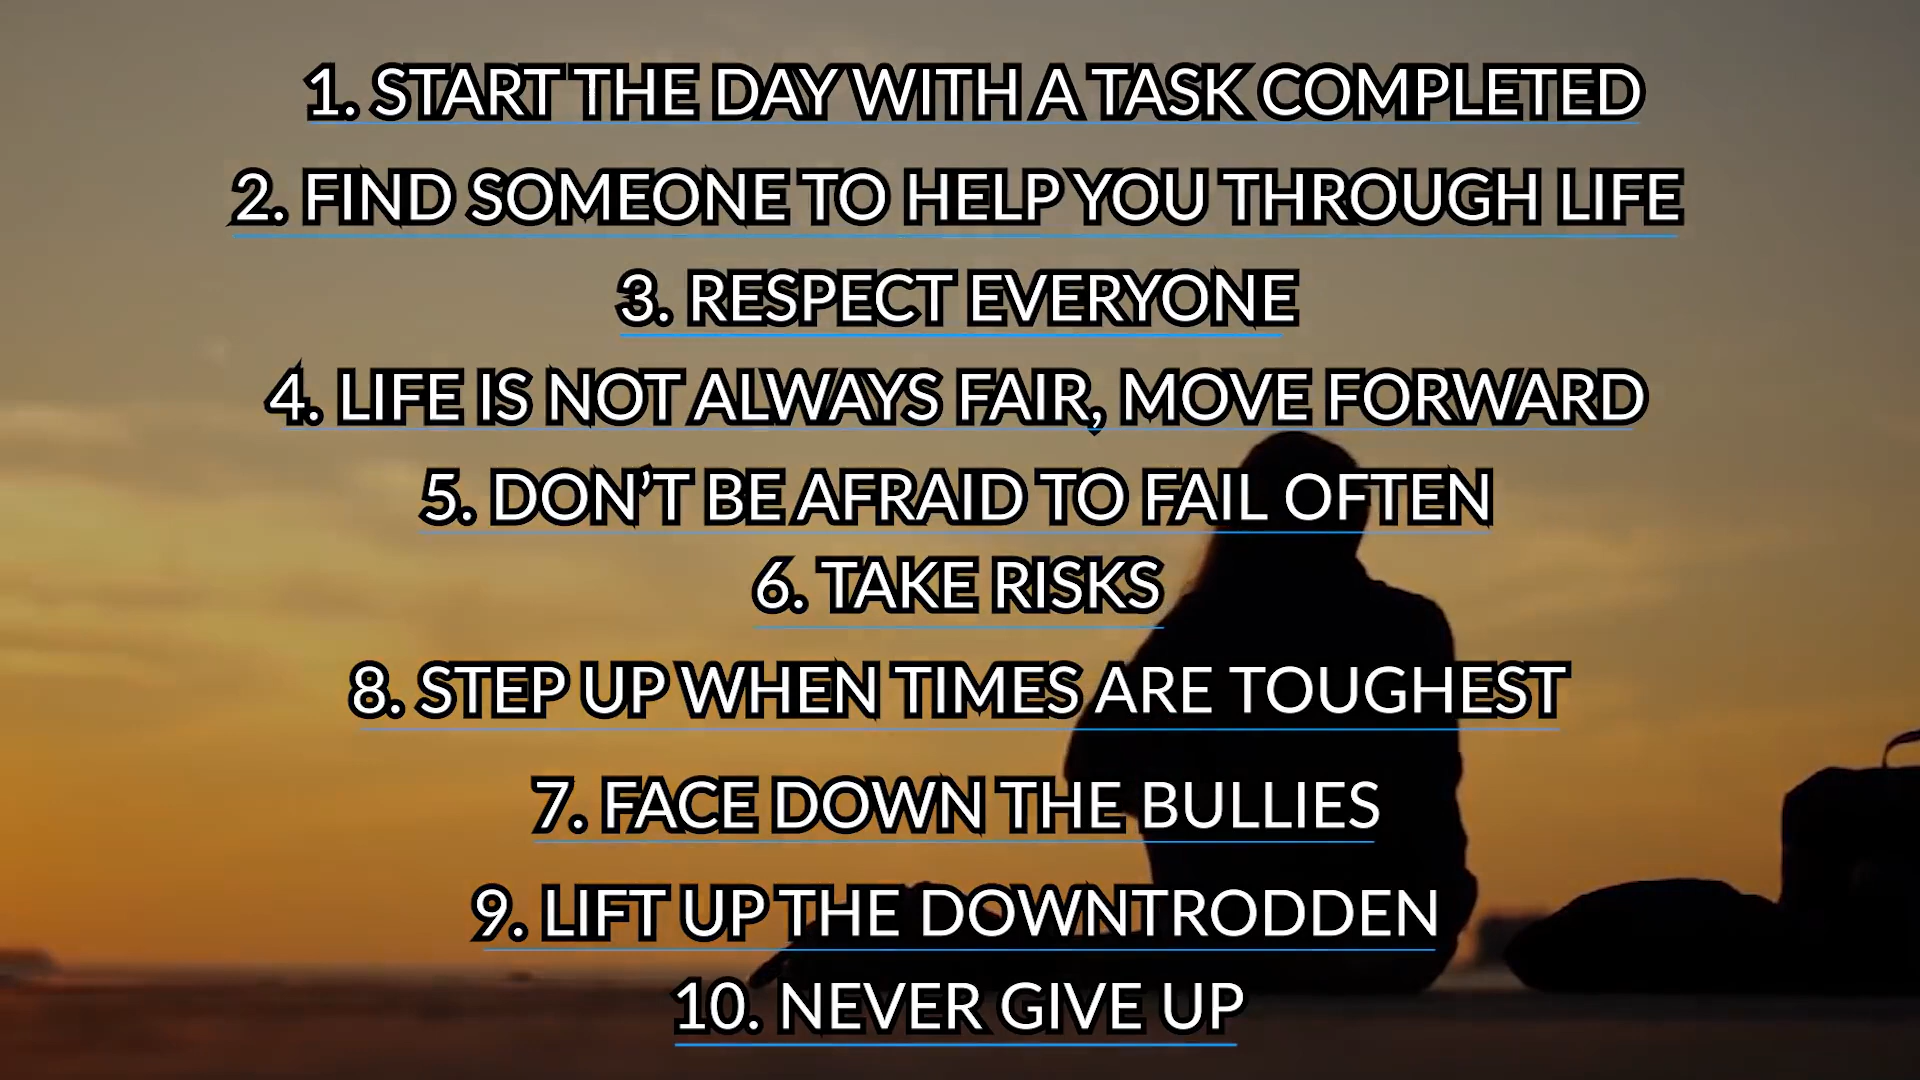 1. START THE DAY WITH A TASK COMPLETED
2. FIND SOMEONE TO HELP YOU THROUGH LIFE
3. RESPECT EVERYONE
4. LIFE IS NOT ALWAYS FAIR, MOVE FORWARD
5. DON’T BE AFRAID TO FAIL OFTEN
6. TAKE RISKS
8. STEP UP WHEN TIMES ARE TOUGHEST
7. FACE DOWN THE BULLIES
9. LIFT UP THE DOWNTRODDEN
10. NEVER GIVE UP